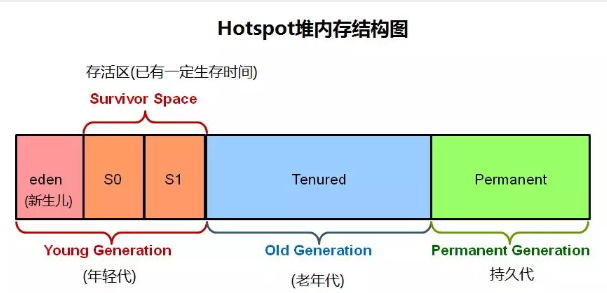 Hotspot堆内存结构图
存活区(已有一定生存时间)
Survivor Space
eden
(新生儿)
S0
S1
Tenured
Permanent
Young Generation
(年轻代)
Old Generation
(老年代)
Permanent Generation
持久代